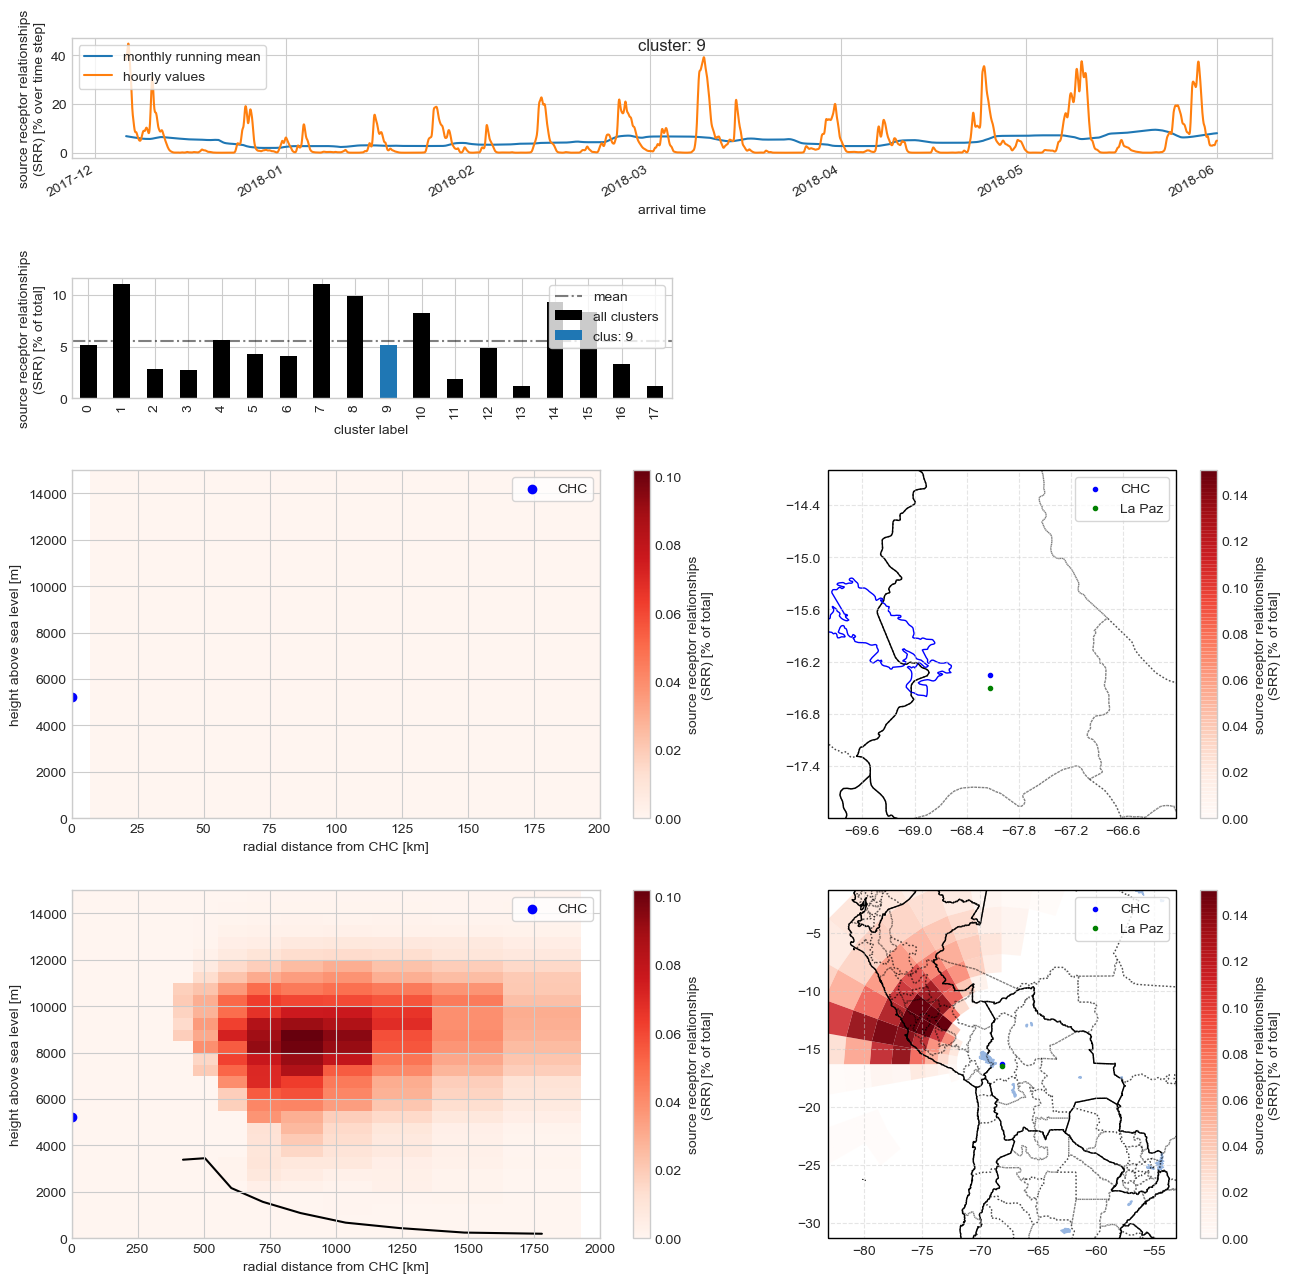 cluster: 9
source receptor relationships
(SRR) [% over time step]
40
20
0
monthly running mean
hourly values
2017-12
2018-01
2018-02
2018-03
2018-04
2018-05
2018-06
arrival time
source receptor relationships
(SRR) [% of total]
10
5
0
mean
all clusters
clus: 9
0 1 2 3 4 5 6 7 8 9 10 11 12 13 14 15 16 17
cluster label
height above sea level [m]
14000
12000
10000
8000
6000
4000
2000
0
CHC
0 25 50 75 100 125 150 175 200
radial distance from CHC [km]
0.10
0.08
0.06
0.04
0.02
0.00
source receptor relationships
(SRR) [% of total]
−14.4
−15.0
−15.6
−16.2
−16.8
−17.4
CHC
La Paz
−69.6 −69.0 −68.4 −67.8 −67.2 −66.6
0.14
0.12
0.10
0.08
0.06
0.04
0.02
0.00
source receptor relationships
(SRR) [% of total]
height above sea level [m]
14000
12000
10000
8000
6000
4000
2000
0
CHC
0 250 500 750 1000 1250 1500 1750 2000
radial distance from CHC [km]
0.10
0.08
0.06
0.04
0.02
0.00
source receptor relationships
(SRR) [% of total]
−5
−10
−15
−20
−25
−30
CHC
La Paz
−80 −75 −70 −65 −60 −55
0.14
0.12
0.10
0.08
0.06
0.04
0.02
0.00
source receptor relationships
(SRR) [% of total]